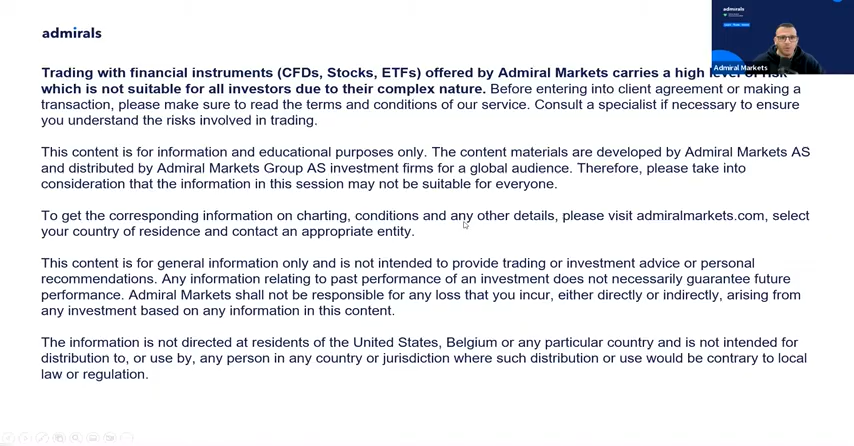 admirals
admirals
Admiral Markets
Trading with financial instruments (CFDs, Stocks, ETFs) offered by Admiral Markets carries a high level of risk
which is not suitable for all investors due to their complex nature. Before entering into client agreement or making a
transaction, please make sure to read the terms and conditions of our service. Consult a specialist if necessary to ensure
you understand the risks involved in trading.
This content is for information and educational purposes only. The content materials are developed by Admiral Markets AS
and distributed by Admiral Markets Group AS investment firms for a global audience. Therefore, please take into
consideration that the information in this session may not be suitable for everyone.
To get the corresponding information on charting, conditions and any other details, please visit admiralmarkets.com, select
your country of residence and contact an appropriate entity.
This content is for general information only and is not intended to provide trading or investment advice or personal
recommendations. Any information relating to past performance of an investment does not necessarily guarantee future
performance. Admiral Markets shall not be responsible for any loss that you incur, either directly or indirectly, arising from
any investment based on any information in this content.
The information is not directed at residents of the United States, Belgium or any particular country and is not intended for
distribution to, or use by, any person in any country or jurisdiction where such distribution or use would be contrary to local
law or regulation.